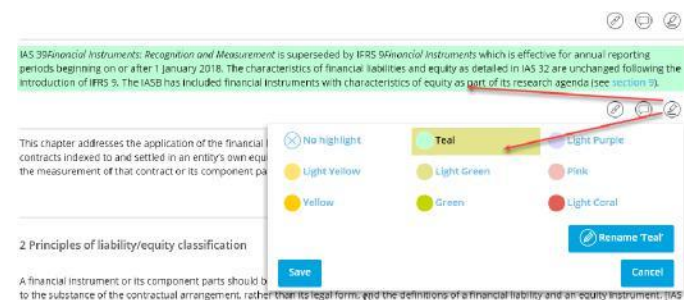 IAS 39Financial Instruments: Recognition and Measurement is superseded by IFRS 9Financial Instruments which is effective for annual reporting
periods beginning on or after 1 January 2018. The characteristics of financial liabilities and equity as detailed in IAS 32 are unchanged following the
introduction of IFRS 9. The IASB has included financial instruments with characteristics of equity as part of its research agenda (see section 9).
This chapter addresses the application of the financial
contracts indexed to and settled in an entity's own equi
the measurement of that contract or its component pa
No highlight
Teal
Light Purple
Light Yellow
Light Green
Pink
Yellow
Green
Light Coral
Rename 'Teal'
2 Principles of liability/equity classification
Save
Cancel
A financial instrument or its component parts should b
to the substance of the contractual arrangement, rather than its legal form, and the definitions of a financial liability and an equity instrument. [IAS